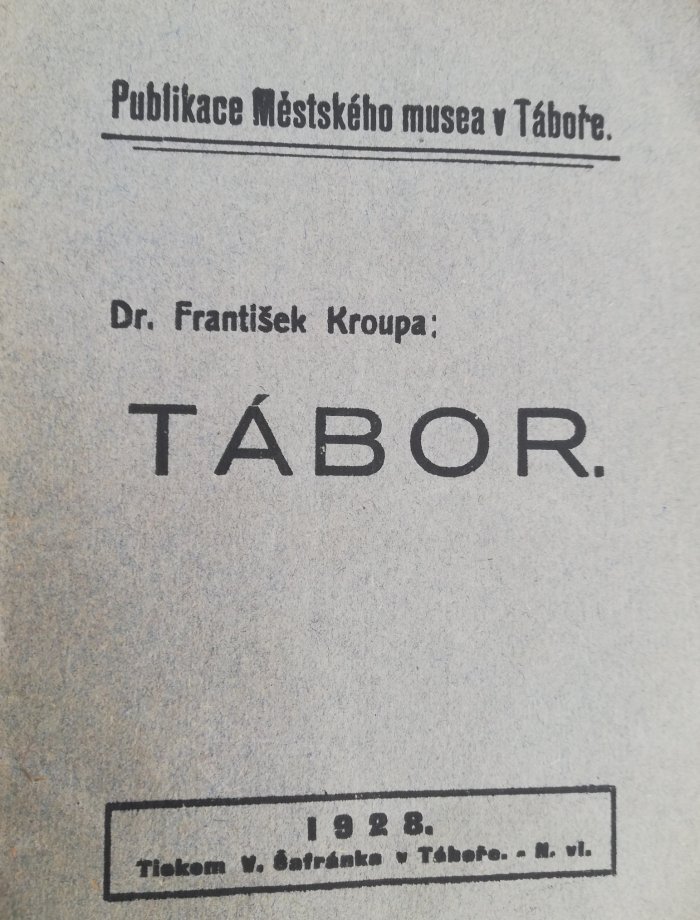 Publikace Městského musea v Táboře.
Dr. František Kroupa:
TÁBOR.
1928.
Tiskem V. Šafránka v Táboře. - N. vl.